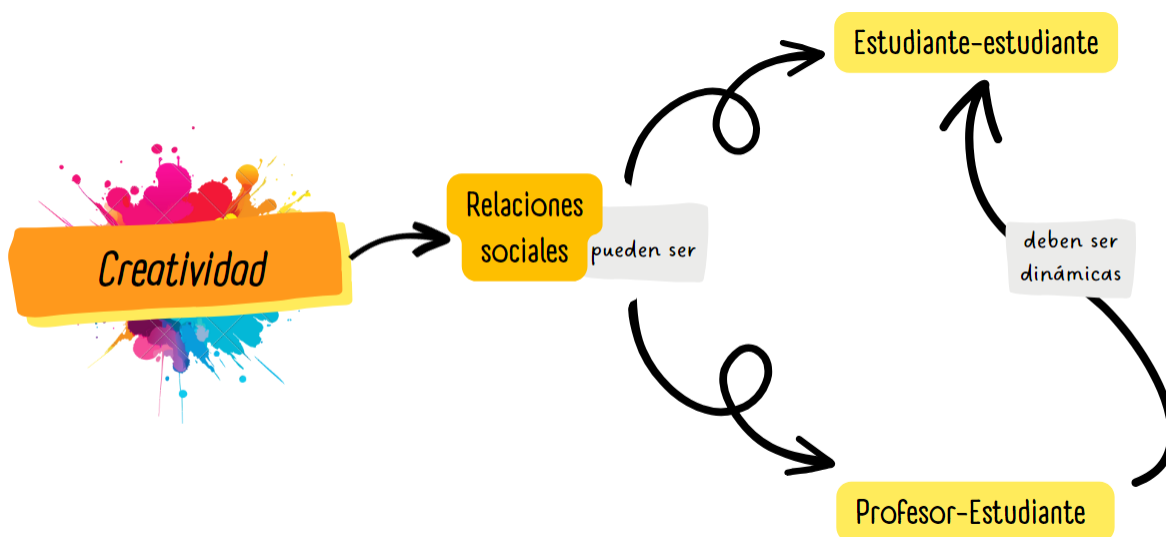 Estudiante-estudiante
Relaciones
sociales
pueden ser
Creatividad
deben ser
dinámicas
Profesor-Estudiante